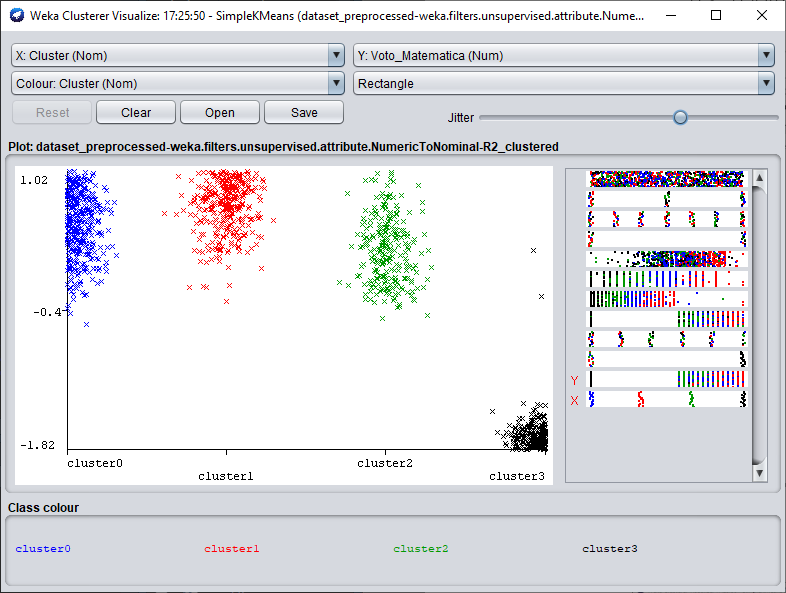 Weka Clusterer Visualize: 17:25:50 - SimpleKMeans (dataset_preprocessed-weka.filters.unsupervised.attribute.Nume...
X: Cluster (Nom)
Y: Voto_Matematica (Num)
Colour: Cluster (Nom)
Rectangle
Reset
Clear
Open
Save
Jitter
Plot: dataset_preprocessed-weka.filters.unsupervised.attribute.NumericToNominal-R2_clustered
1.02
-0.4
-1.82
cluster0
cluster1
cluster2
cluster3
Y
X
Class colour
cluster0
cluster1
cluster2
cluster3